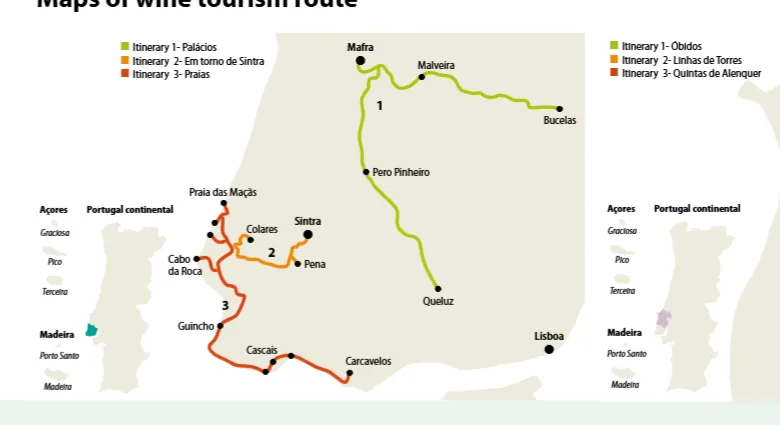 Maps of wine tourism route
Itinerary 1- Palácios
Itinerary 2- Em torno de Sintra
Itinerary 3- Praias
Mafra
Malveira
1
Bucelas
Pero Pinheiro
Praia das Maçãs
Colares
Sintra
2
Pena
Cabo
da Roca
3
Queluz
Guincho
Lisboa
Cascais
Carcavelos
Açores
Portugal continental
Graciosa
Pico
Terceira
Madeira
Porto Santo
Madeira
Itinerary 1- Óbidos
Itinerary 2- Linhas de Torres
Itinerary 3- Quintas de Alenquer
Açores
Portugal continental
Graciosa
Pico
Terceira
Madeira
Porto Santo
Madeira